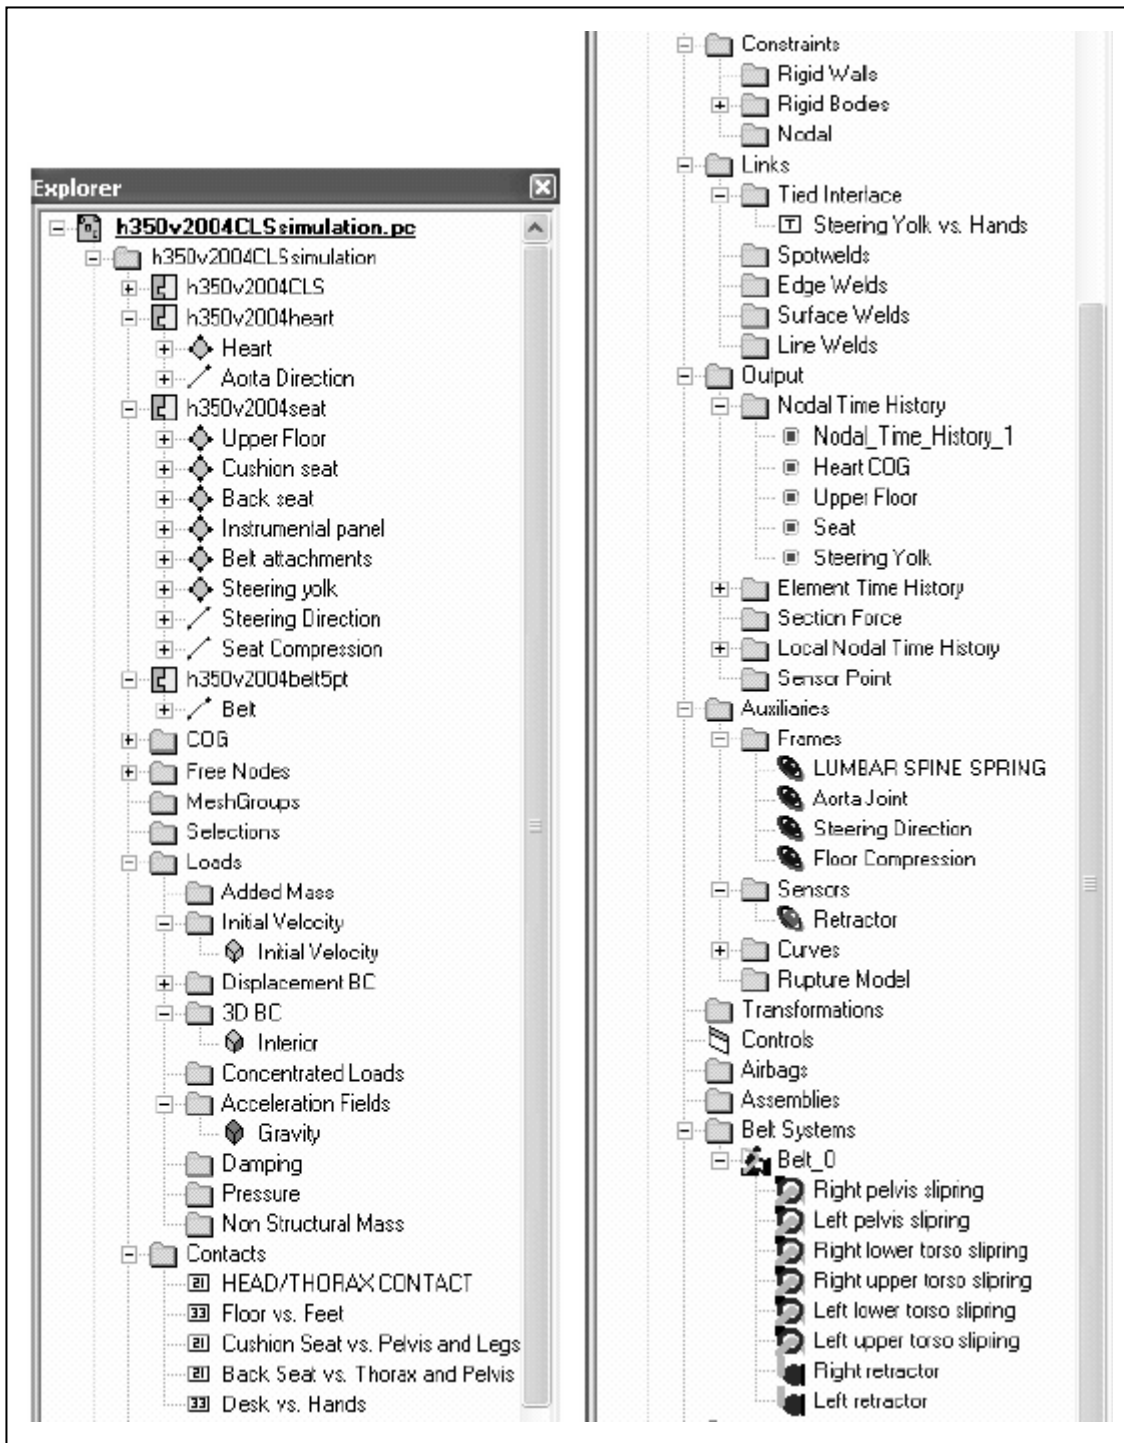 Explorer
h350v2004CLSsimulation.pc
h350v2004CLSsimulation
h350v2004CLS
h350v2004heart
Heart
Aorta Direction
h350v2004seat
Upper Floor
Cushion seat
Back seat
Instrumental panel
Belt attachments
Steering yolk
Steering Direction
Seat Compression
h350v2004belt5pt
Belt
COG
Free Nodes
MeshGroups
Selections
Loads
Added Mass
Initial Velocity
Initial Velocity
Displacement BC
3D BC
Interior
Concentrated Loads
Acceleration Fields
Gravity
Damping
Pressure
Non Structural Mass
Contacts
21 HEAD/THORAX CONTACT
33 Floor vs. Feet
21 Cushion Seat vs. Pelvis and Legs
21 Back Seat vs. Thorax and Pelvis
33 Desk vs. Hands
Constraints
Rigid Walls
Rigid Bodies
Nodal
Links
Tied Interface
T Steering Yolk vs. Hands
Spotwelds
Edge Welds
Surface Welds
Line Welds
Output
Nodal Time History
Nodal_Time_History_1
Heart COG
Upper Floor
Seat
Steering Yolk
Element Time History
Section Force
Local Nodal Time History
Sensor Point
Auxiliaries
Frames
LUMBAR SPINE SPRING
Aorta Joint
Steering Direction
Floor Compression
Sensors
Retractor
Curves
Rupture Model
Transformations
Controls
Airbags
Assemblies
Belt Systems
Belt_0
Right pelvis slipring
Left pelvis slipring
Right lower torso slipring
Right upper torso slipring
Left lower torso slipring
Left upper torso slipring
Right retractor
Left retractor